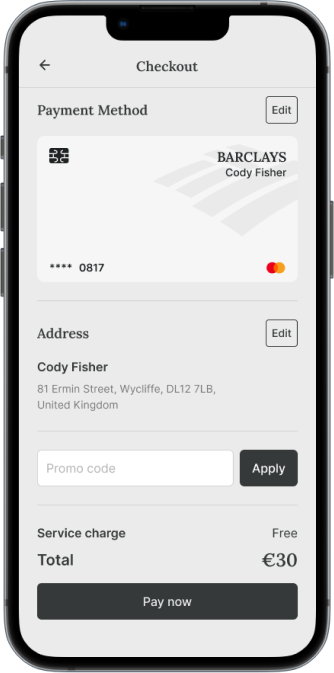 Checkout
Payment Method
Edit
BARCLAYS
Cody Fisher
**** 0817
Address
Edit
Cody Fisher
81 Ermin Street, Wycliffe, DL12 7LB,
United Kingdom
Promo code
Apply
Service charge
Free
Total
€30
Pay now